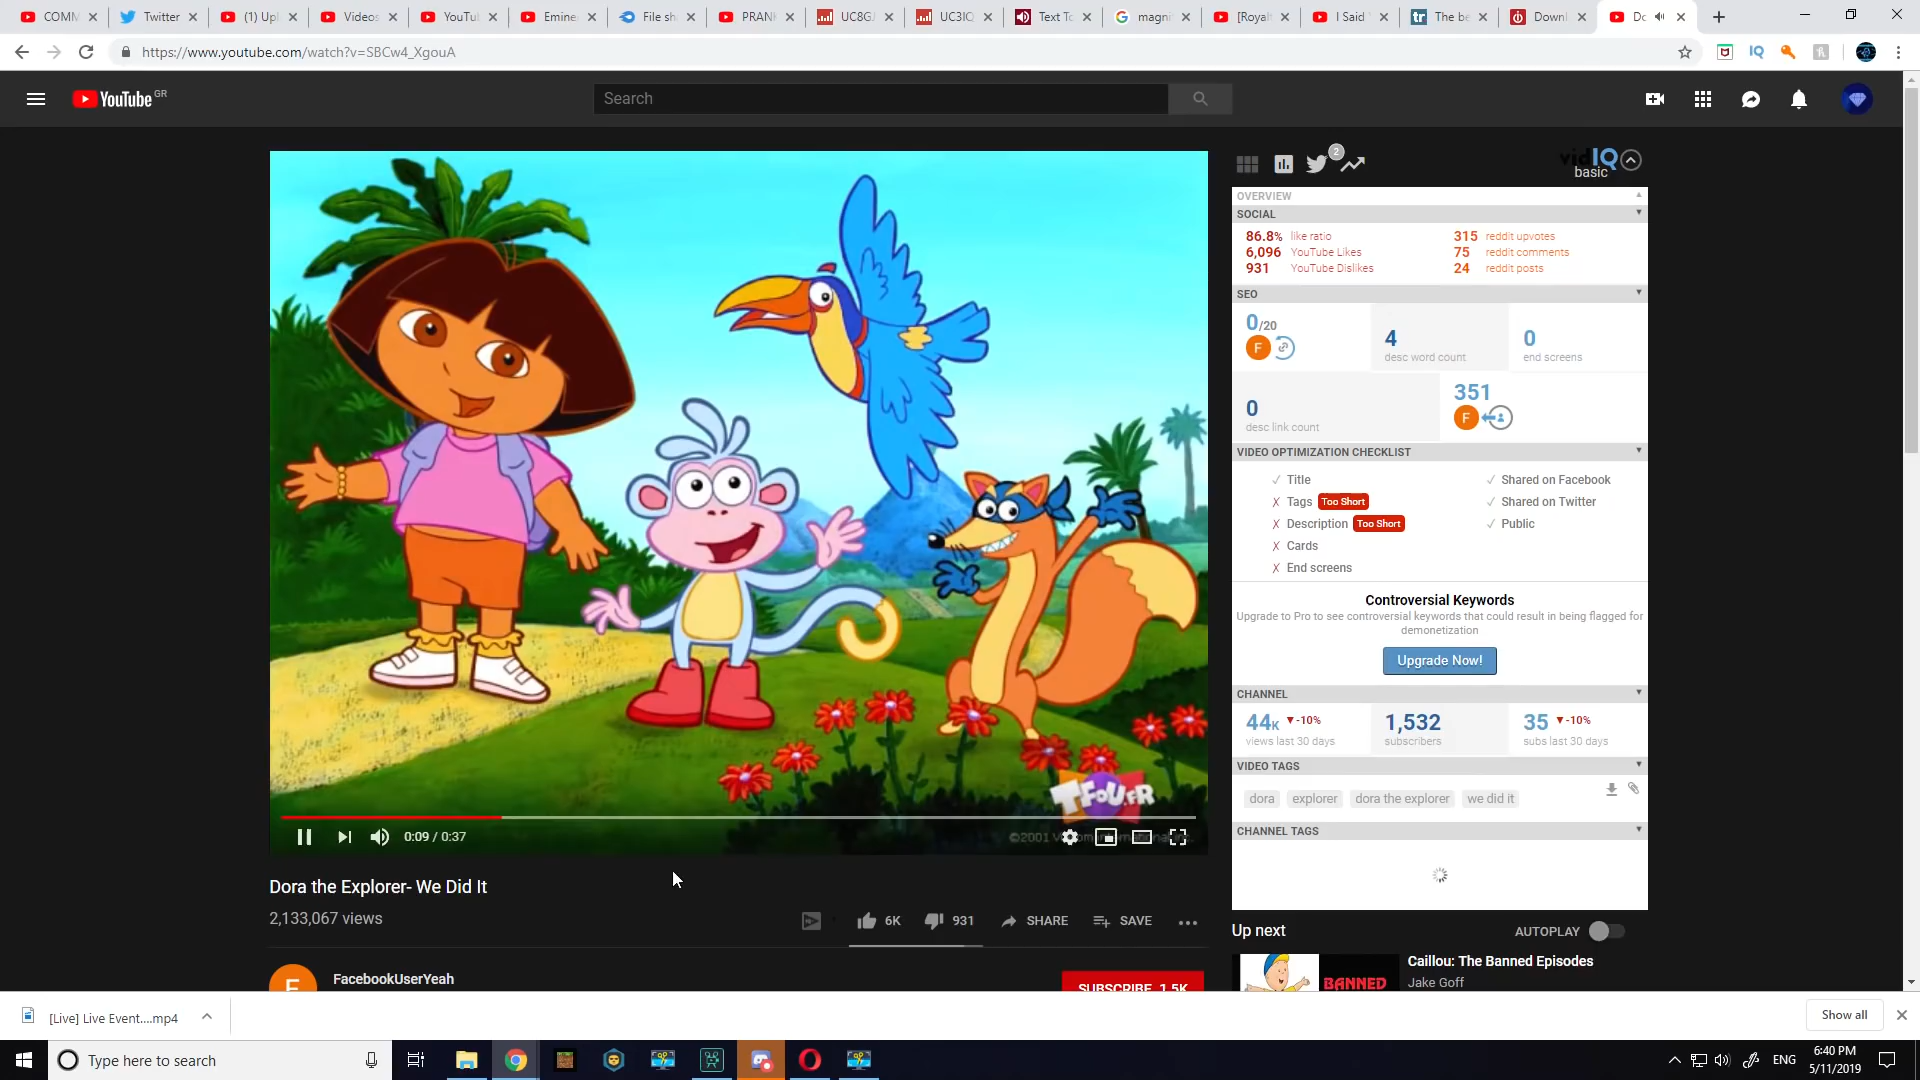 COMM
Twitter
(1) Upl
Videos
YouTu
Emine
File sh
PRANK
UC8G
UC3IQ
Text To
magni
[Royal
I Said
The be
Downl
Do
https://www.youtube.com/watch?v=SBCw4_XgouA
IQ
YouTube GR
Search
2
vidIQ
basic
OVERVIEW
SOCIAL
86.8% like ratio
315 reddit upvotes
6,096 YouTube Likes
75 reddit comments
931 YouTube Dislikes
24 reddit posts
SEO
0/20
F
4
desc word count
0
end screens
0
desc link count
351
F
VIDEO OPTIMIZATION CHECKLIST
✓ Title
✓ Shared on Facebook
X Tags Too Short
✓ Shared on Twitter
X Description Too Short
✓ Public
X Cards
X End screens
Controversial Keywords
Upgrade to Pro to see controversial keywords that could result in being flagged for
demonetization
Upgrade Now!
CHANNEL
44K ▼-10%
views last 30 days
1,532
subscribers
35 ▼-10%
subs last 30 days
VIDEO TAGS
dora
explorer
dora the explorer
we did it
CHANNEL TAGS
TFOU.FR
©2001
0:09 / 0:37
Dora the Explorer- We Did It
2,133,067 views
6K
931
SHARE
SAVE
Up next
AUTOPLAY
F
FacebookUserYeah
SUBSCRIBE 1.5K
BANNED
Caillou: The Banned Episodes
Jake Goff
[Live] Live Event....mp4
Show all
Type here to search
ENG
6:40 PM
5/11/2019